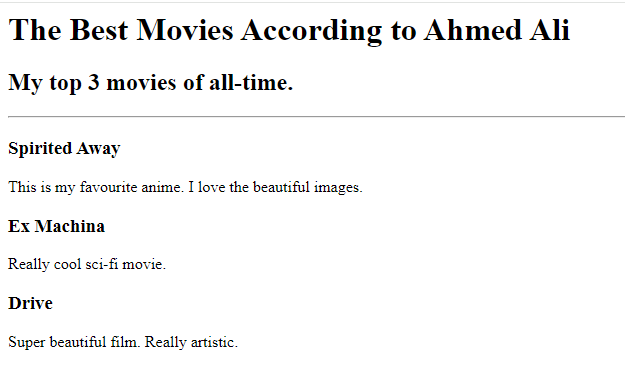 The Best Movies According to Ahmed Ali
My top 3 movies of all-time.
Spirited Away
This is my favourite anime. I love the beautiful images.
Ex Machina
Really cool sci-fi movie.
Drive
Super beautiful film. Really artistic.